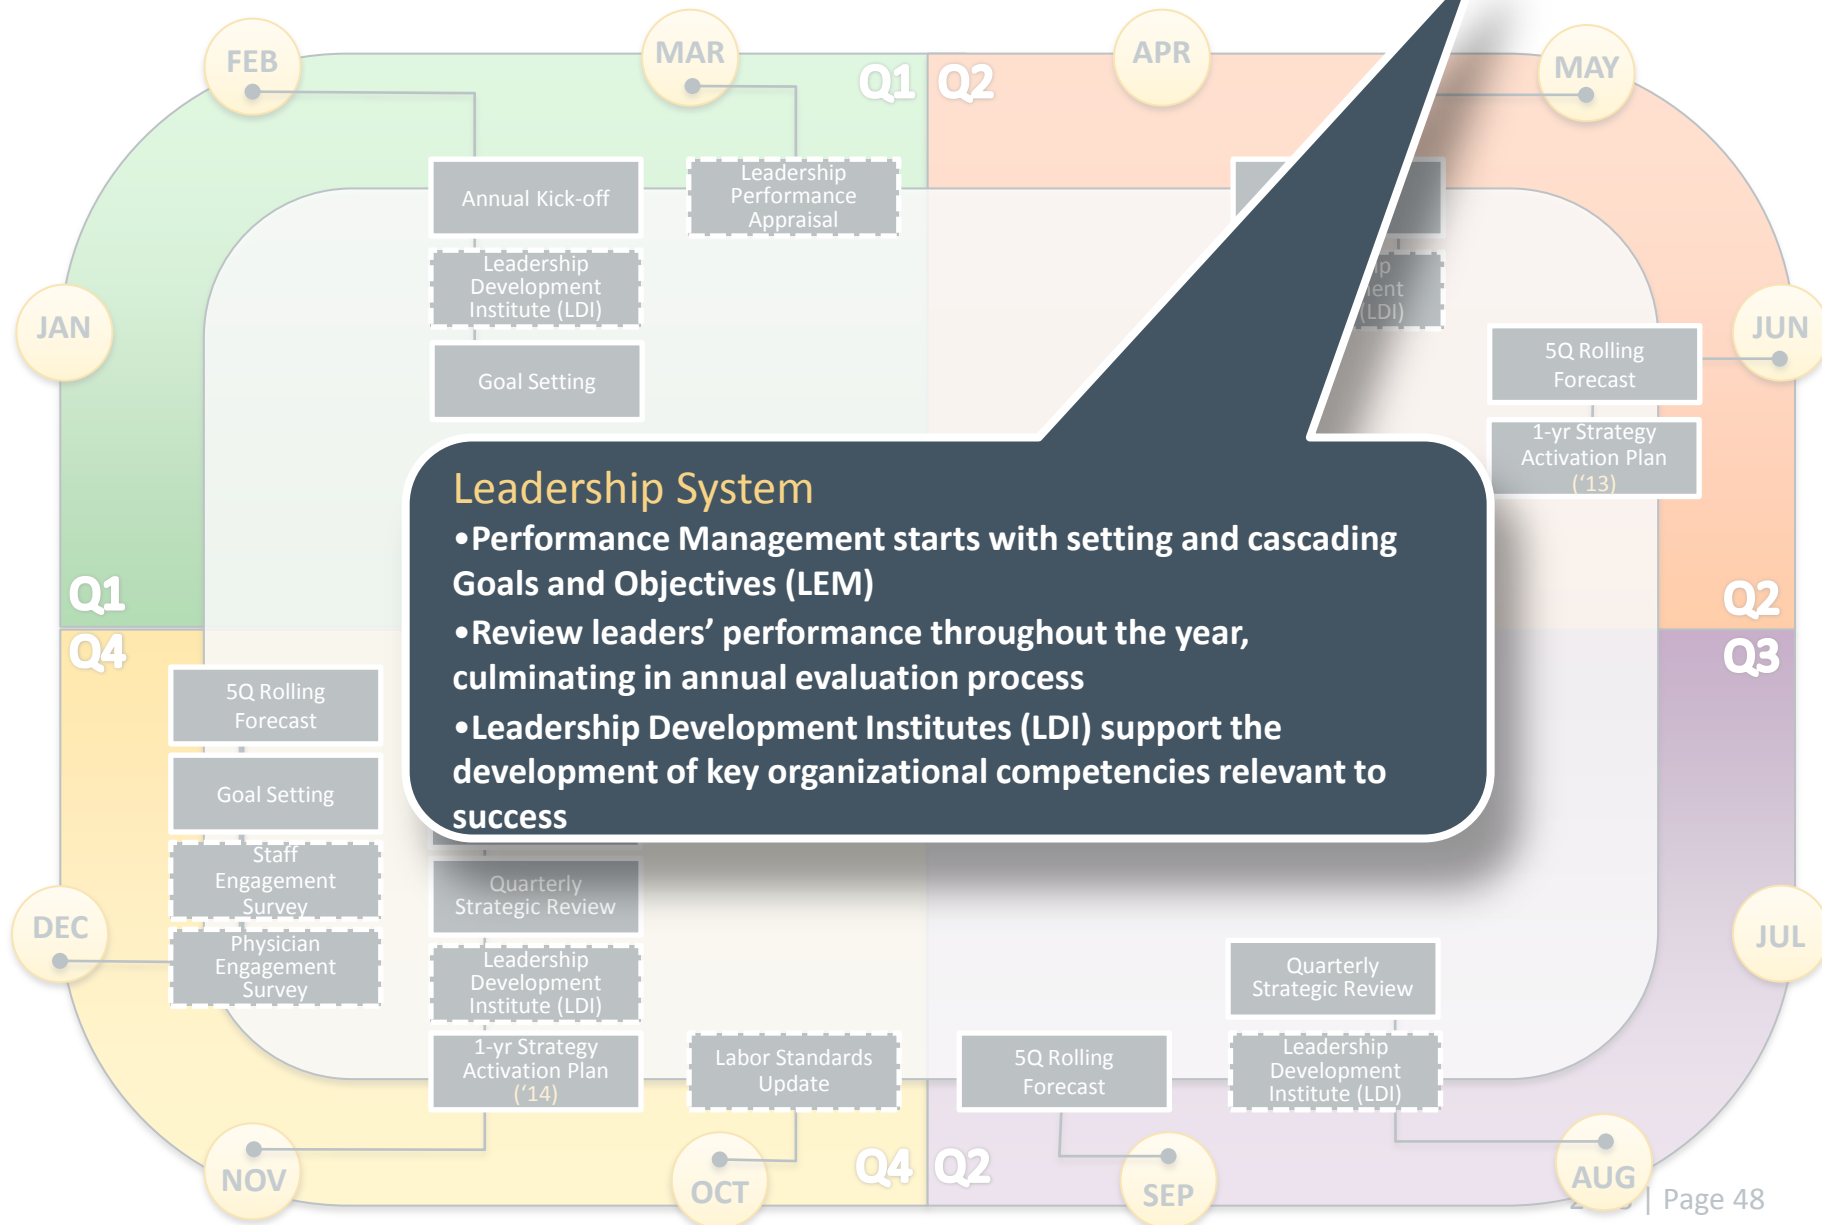 FEB
MAR
APR
MAY
Q1
Q2
Annual Kick-off
Leadership
Performance
Appraisal
Leadership
Development
Institute (LDI)
(LDI)
JAN
JUN
Goal Setting
5Q Rolling
Forecast
1-yr Strategy
Activation Plan
(‘13)
Leadership System
•Performance Management starts with setting and cascading
Goals and Objectives (LEM)
•Review leaders’ performance throughout the year,
culminating in annual evaluation process
•Leadership Development Institutes (LDI) support the
development of key organizational competencies relevant to
success
Q1
Q2
Q4
Q3
5Q Rolling
Forecast
Goal Setting
Staff
Engagement
Survey
Physician
Engagement
Survey
DEC
JUL
Quarterly
Strategic Review
Leadership
Development
Institute (LDI)
1-yr Strategy
Activation Plan
(‘14)
Labor Standards
Update
5Q Rolling
Forecast
Quarterly
Strategic Review
Leadership
Development
Institute (LDI)
NOV
OCT
Q4
Q2
SEP
AUG
| Page 48